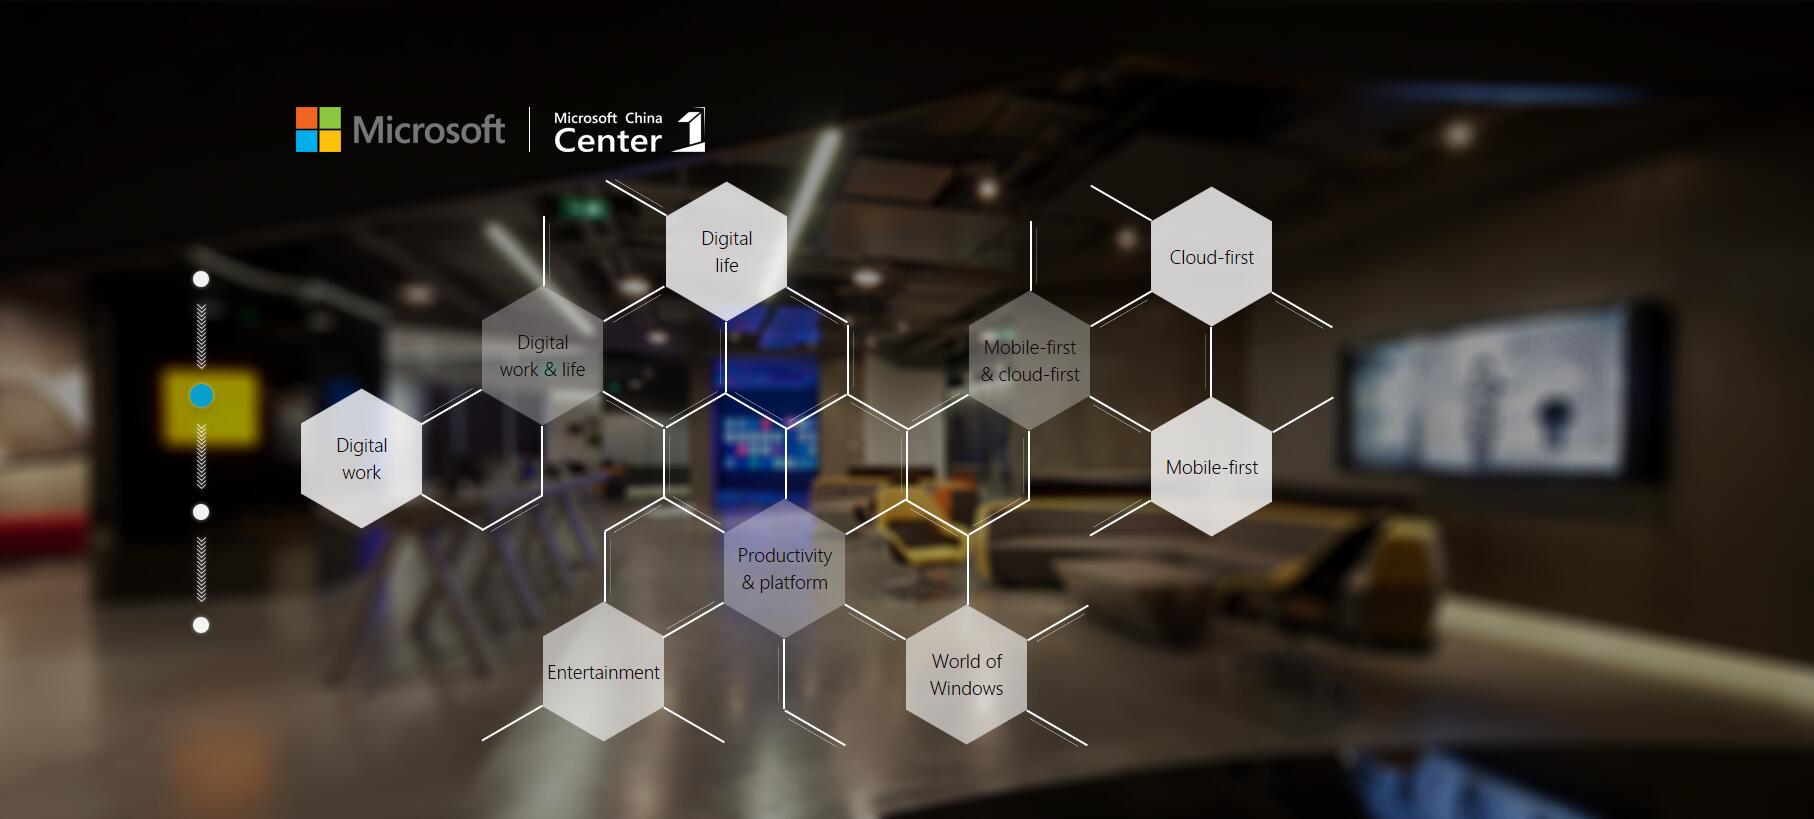 Microsoft
Microsoft China
Center 1
Digital
life
Cloud-first
Digital
work & life
Mobile-first
& cloud-first
Digital
work
Mobile-first
Productivity
& platform
Entertainment
World of
Windows